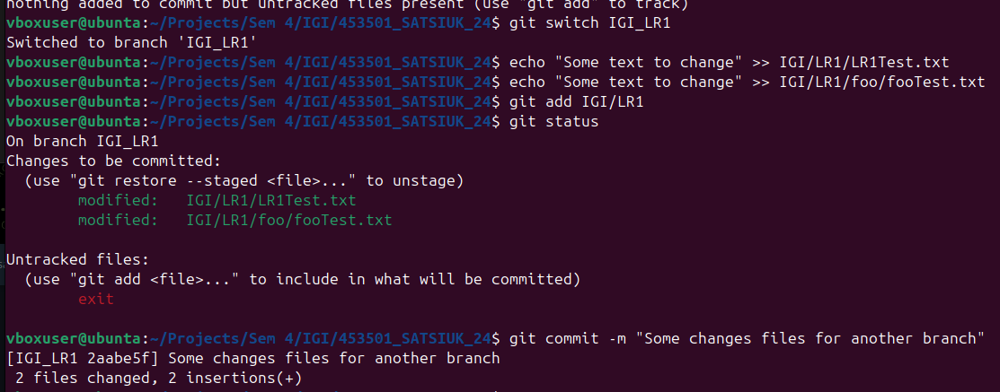 nothing added to commit but untracked files present (use "git add" to track)
vboxuser@ubunta:~/Projects/Sem 4/IGI/453501_SATSIUK_24$ git switch IGI_LR1
Switched to branch 'IGI_LR1'
vboxuser@ubunta:~/Projects/Sem 4/IGI/453501_SATSIUK_24$ echo "Some text to change" >> IGI/LR1/LR1Test.txt
vboxuser@ubunta:~/Projects/Sem 4/IGI/453501_SATSIUK_24$ echo "Some text to change" >> IGI/LR1/foo/fooTest.txt
vboxuser@ubunta:~/Projects/Sem 4/IGI/453501_SATSIUK_24$ git add IGI/LR1
vboxuser@ubunta:~/Projects/Sem 4/IGI/453501_SATSIUK_24$ git status
On branch IGI_LR1
Changes to be committed:
  (use "git restore --staged <file>..." to unstage)
        modified:   IGI/LR1/LR1Test.txt
        modified:   IGI/LR1/foo/fooTest.txt

Untracked files:
  (use "git add <file>..." to include in what will be committed)
        exit

vboxuser@ubunta:~/Projects/Sem 4/IGI/453501_SATSIUK_24$ git commit -m "Some changes files for another branch"
[IGI_LR1 2aabe5f] Some changes files for another branch
 2 files changed, 2 insertions(+)